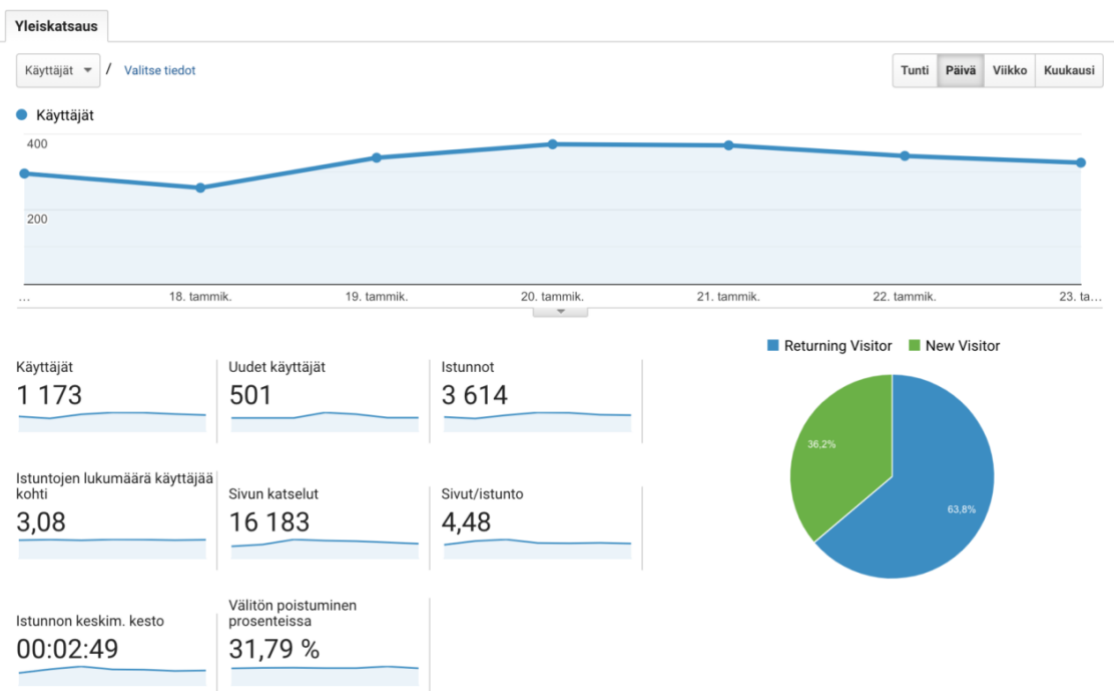 Yleiskatsaus
Käyttäjät / Valitse tiedot
Tunti Päivä Viikko Kuukausi
Käyttäjät
400
200
... 18. tammik. 19. tammik. 20. tammik. 21. tammik. 22. tammik. 23. ta...
Returning Visitor New Visitor
Käyttäjät
1 173
Uudet käyttäjät
501
Istunnot
3 614
36,2%
63,8%
Istuntojen lukumäärä käyttäjää
kohti
3,08
Sivun katselut
16 183
Sivut/istunto
4,48
Istunnon keskim. kesto
00:02:49
Välitön poistuminen
prosenteissa
31,79 %